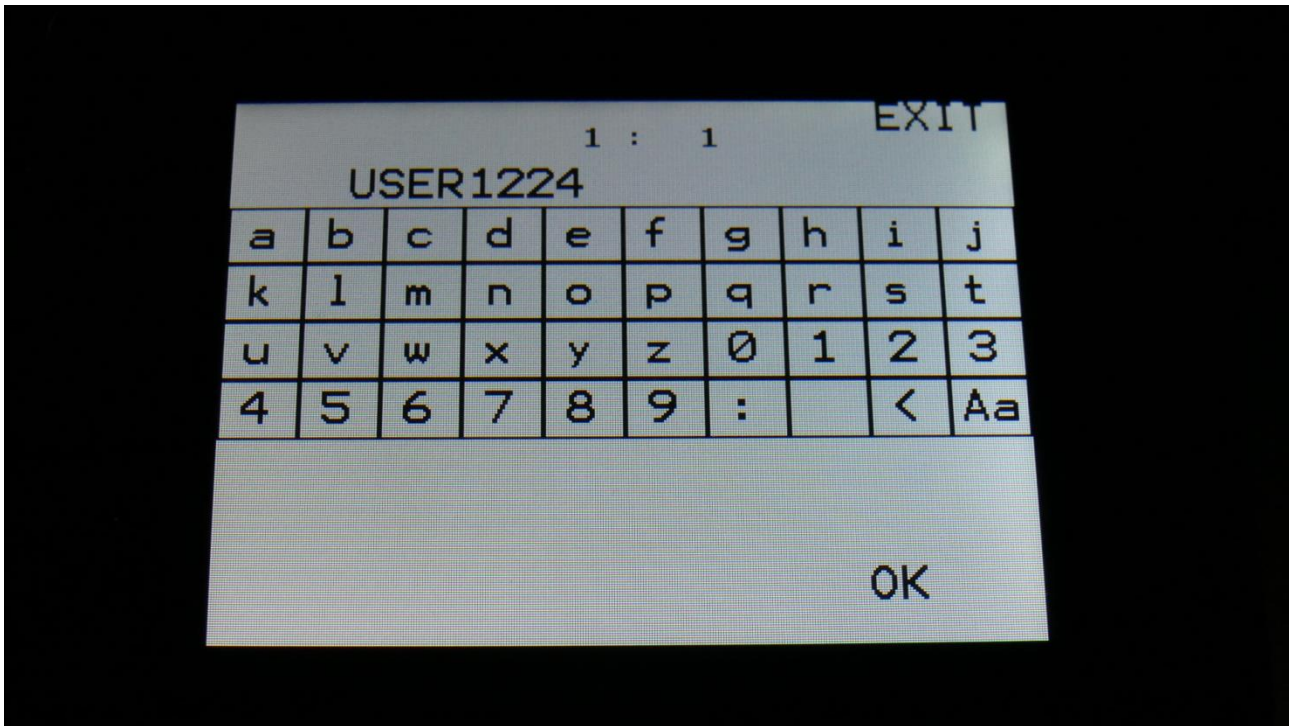 EXIT
1 : 1
USER1224
a b c d e f g h i j
k l m n o p q r s t
u v w x y z 0 1 2 3
4 5 6 7 8 9 : < Aa
OK